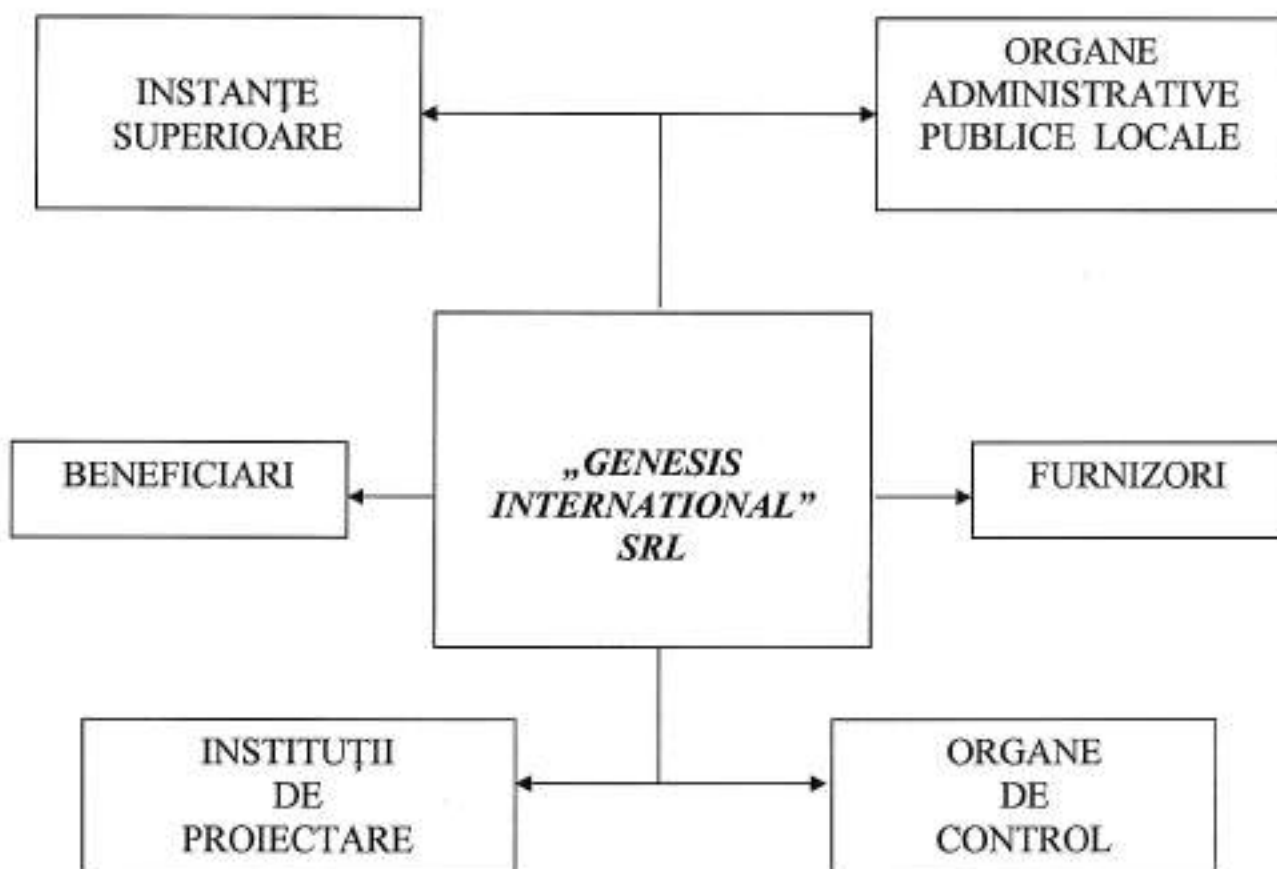 INSTANŢE
SUPERIOARE
ORGANE
ADMINISTRATIVE
PUBLICE LOCALE
BENEFICIARI
„GENESIS
INTERNATIONAL”
SRL
FURNIZORI
INSTITUŢII
DE
PROIECTARE
ORGANE
DE
CONTROL